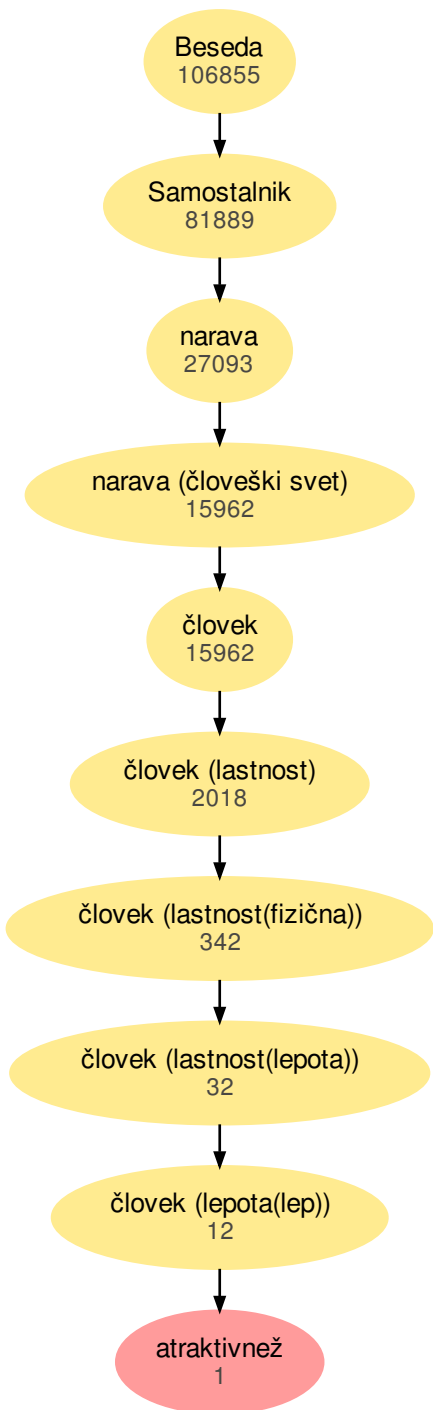 Beseda
106855
Samostalnik
81889
narava
27093
narava (človeški svet)
15962
človek
15962
človek (lastnost)
2018
človek (lastnost(fizična))
342
človek (lastnost(lepota))
32
človek (lepota(lep))
12
atraktivnež
1